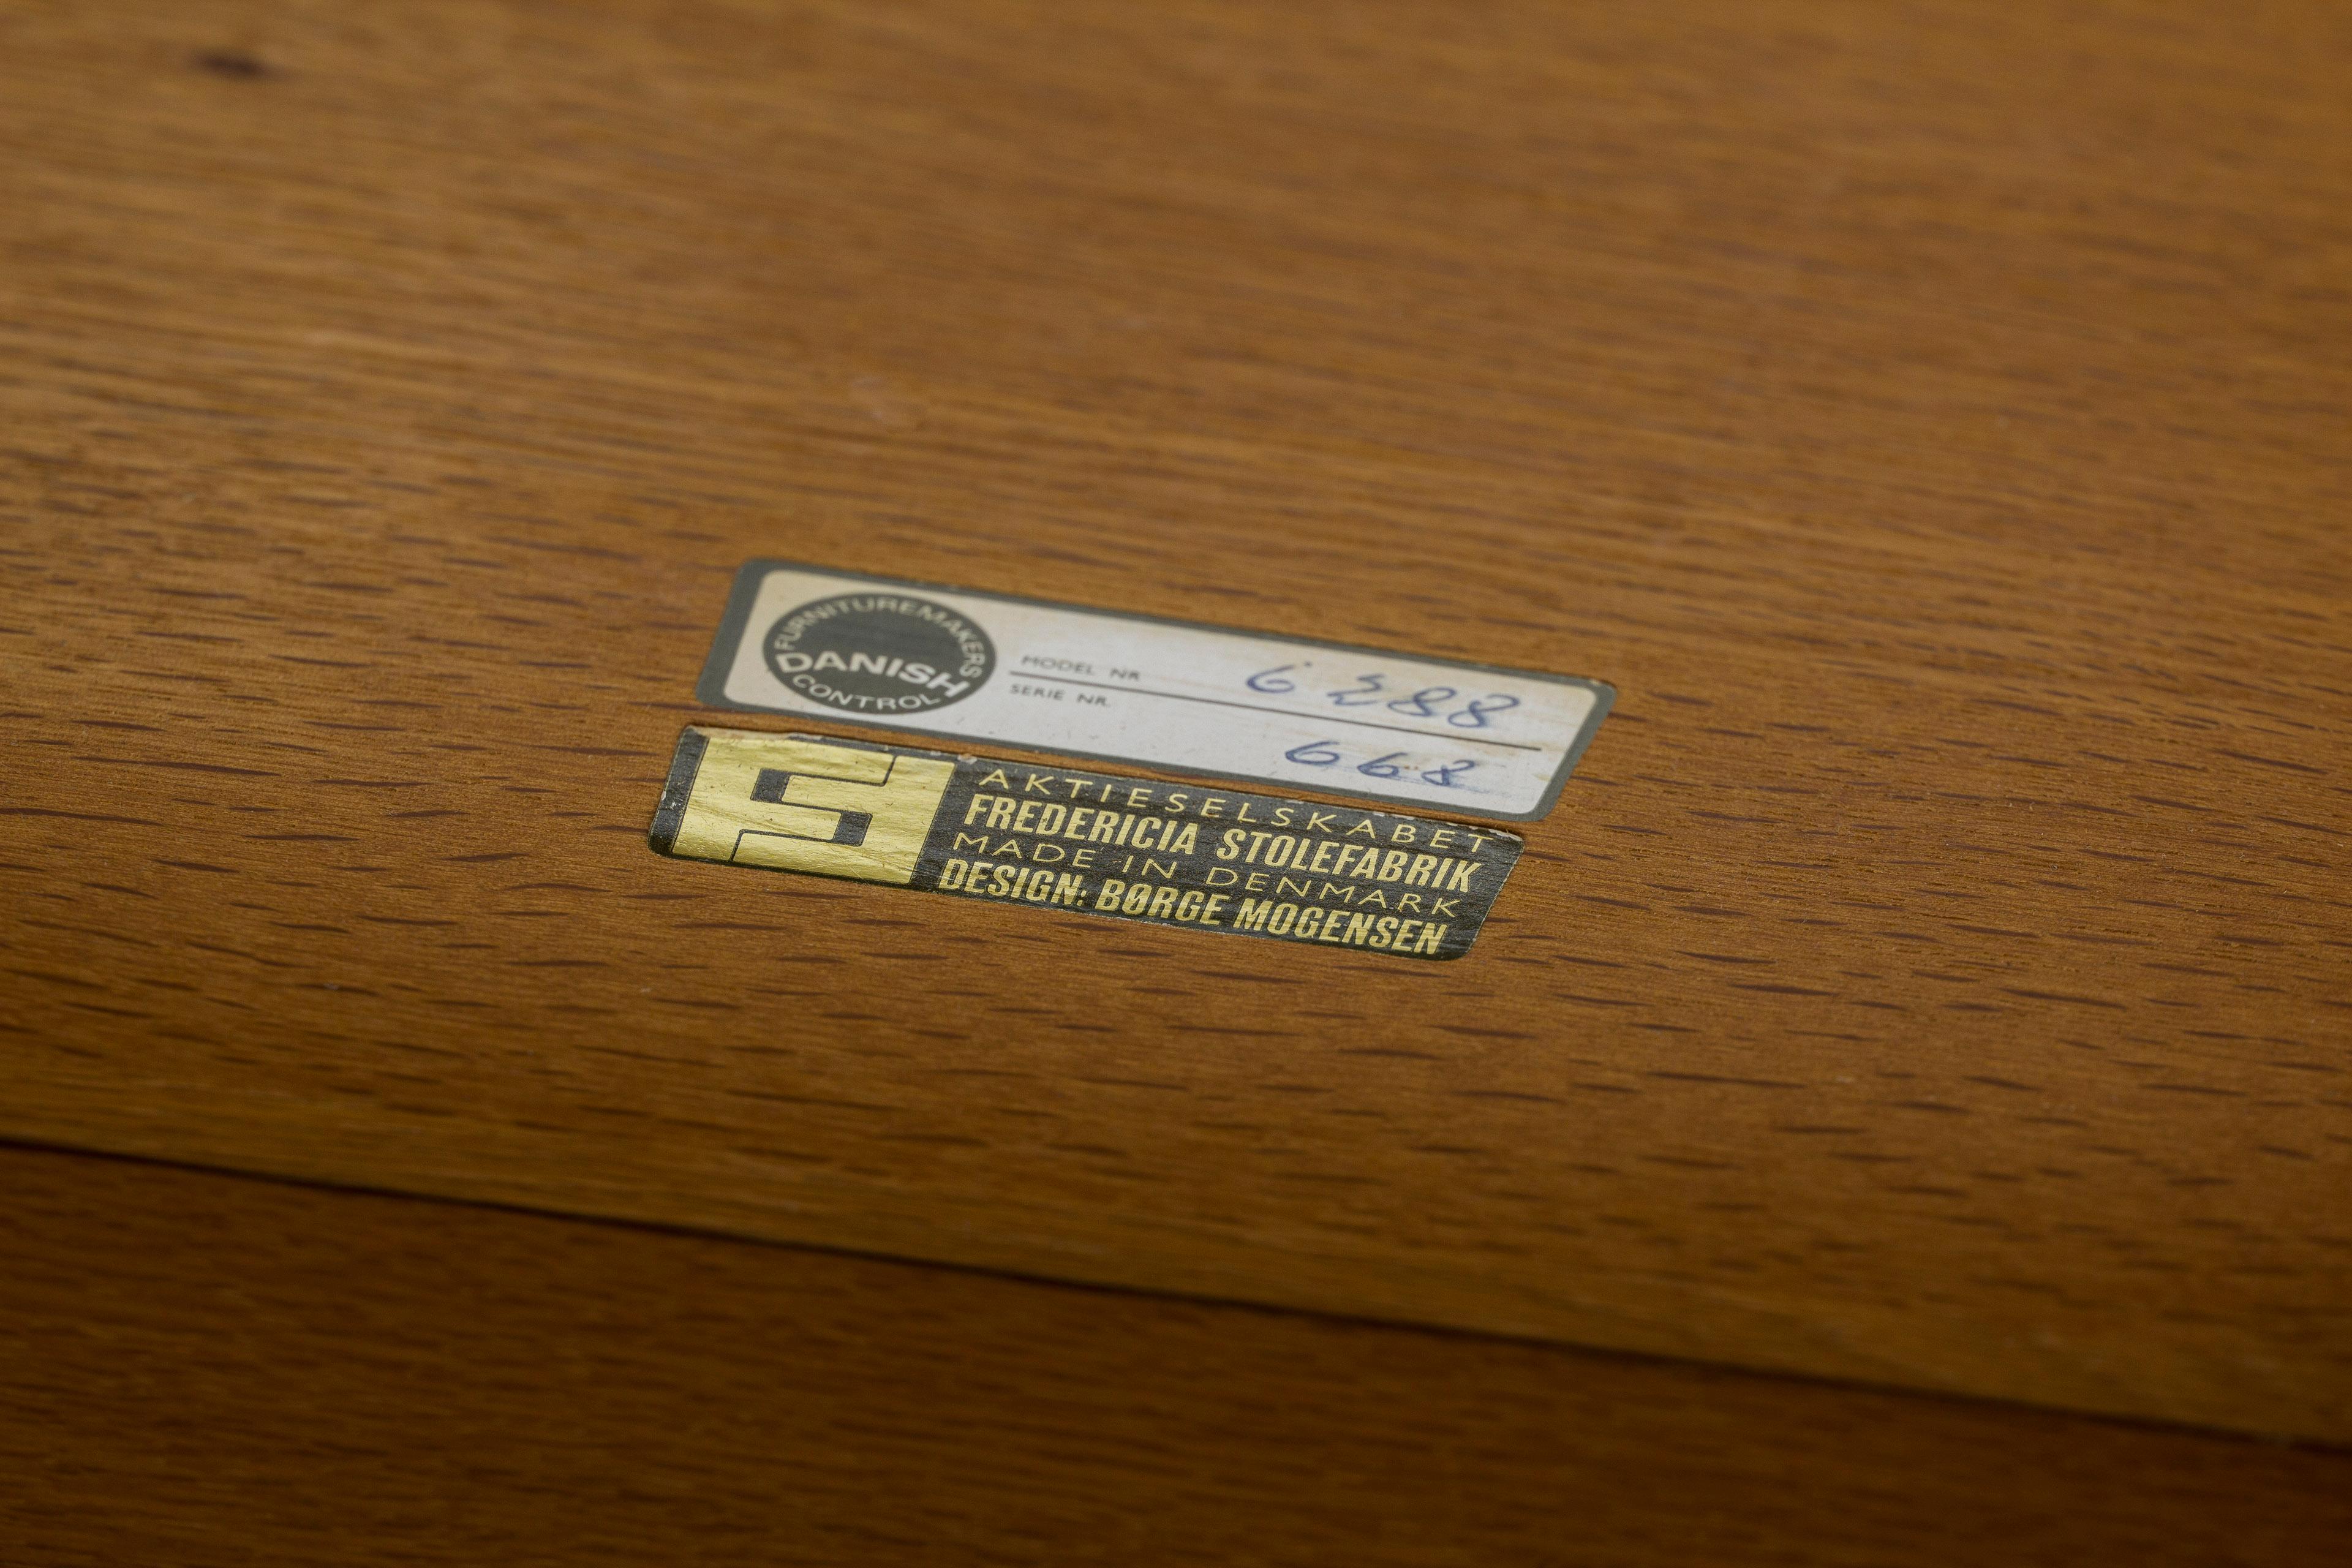 FURNITUREMAKERS
DANISH
CONTROL
MODEL NR 6288
SERIE NR. 668
AKTIESELSKABET
FREDERICIA STOLEFABRIK
MADE IN DENMARK
DESIGN: BØRGE MOGENSEN